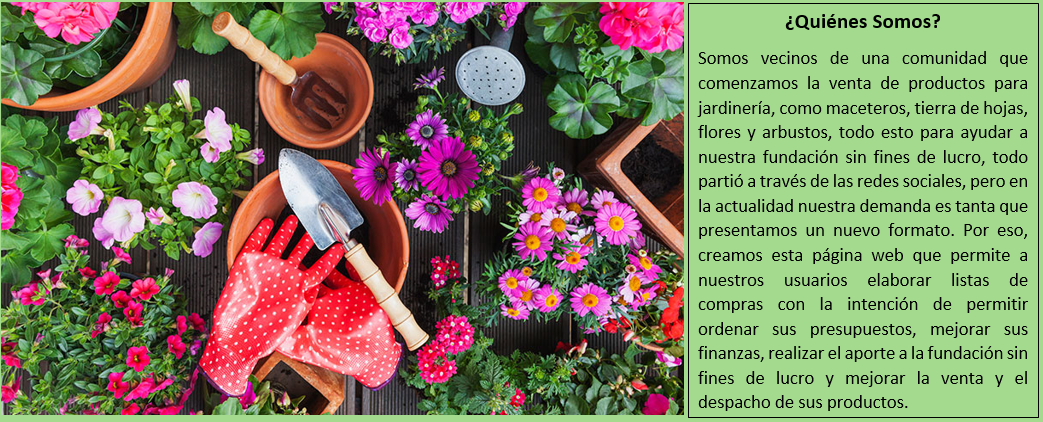 ¿Quiénes Somos?
Somos vecinos de una comunidad que
comenzamos la venta de productos para
jardinería, como maceteros, tierra de hojas,
flores y arbustos, todo esto para ayudar a
nuestra fundación sin fines de lucro, todo
partió a través de las redes sociales, pero en
la actualidad nuestra demanda es tanta que
presentamos un nuevo formato. Por eso,
creamos esta página web que permite a
nuestros usuarios elaborar listas de
compras con la intención de permitir
ordenar sus presupuestos, mejorar sus
finanzas, realizar el aporte a la fundación sin
fines de lucro y mejorar la venta y el
despacho de sus productos.